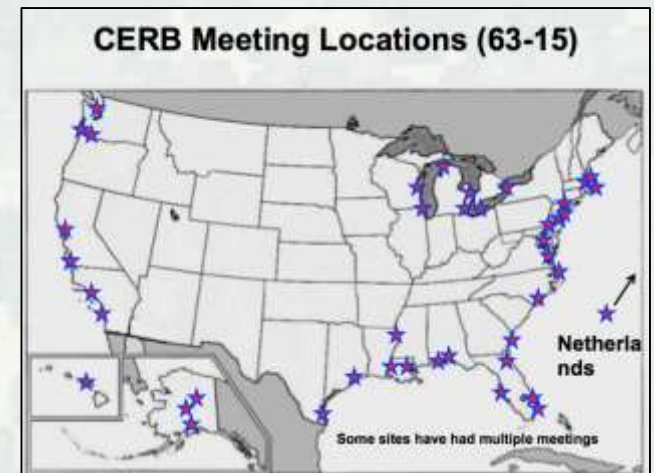 CERB Meeting Locations (63-15)
Netherla
nds
Some sites have had multiple meetings